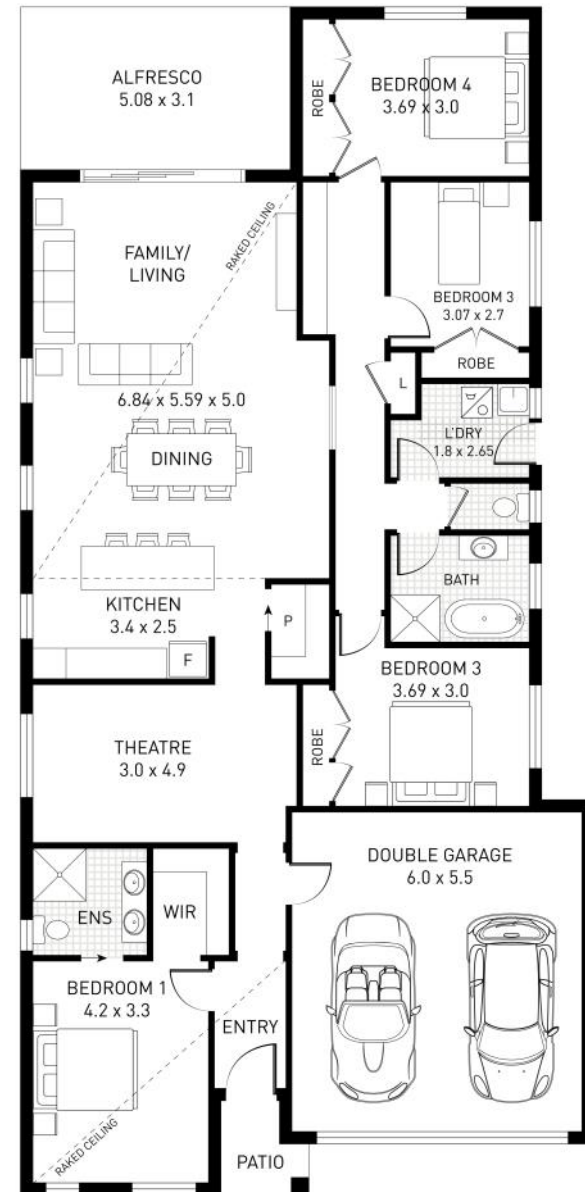 ALFRESCO
5.08 x 3.1
ROBE
BEDROOM 4
3.69 x 3.0
FAMILY/
LIVING
RAKED CEILING
BEDROOM 3
3.07 x 2.7
ROBE
L
6.84 x 5.59 x 5.0
L'DRY
1.8 x 2.65
DINING
BATH
KITCHEN
3.4 x 2.5
P
F
BEDROOM 3
3.69 x 3.0
ROBE
THEATRE
3.0 x 4.9
DOUBLE GARAGE
6.0 x 5.5
ENS
WIR
BEDROOM 1
4.2 x 3.3
ENTRY
RAKED CEILING
PATIO